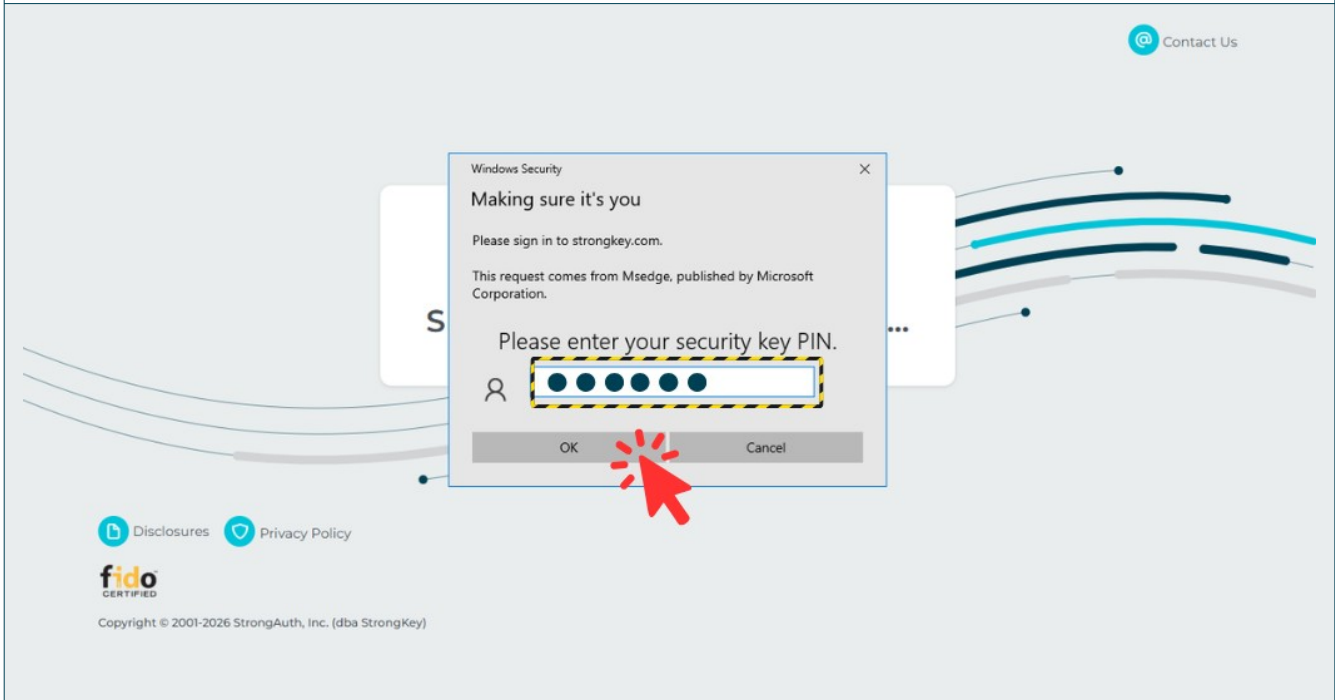 Contact Us
Windows Security
Making sure it's you
Please sign in to strongkey.com.
This request comes from Msedge, published by Microsoft
Corporation.
S ...
Please enter your security key PIN.
OK
Cancel
Disclosures
Privacy Policy
fido
CERTIFIED
Copyright © 2001-2026 StrongAuth, Inc. (dba StrongKey)